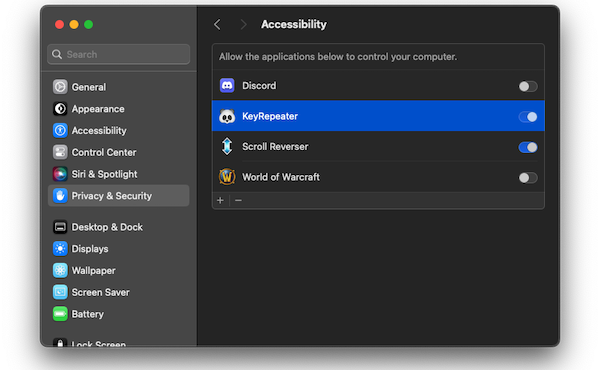 Accessibility
Search
Allow the applications below to control your computer.
General
Discord
Appearance
KeyRepeater
Accessibility
Control Center
Scroll Reverser
Siri & Spotlight
World of Warcraft
Privacy & Security
Desktop & Dock
Displays
Wallpaper
Screen Saver
Battery
Lock Screen